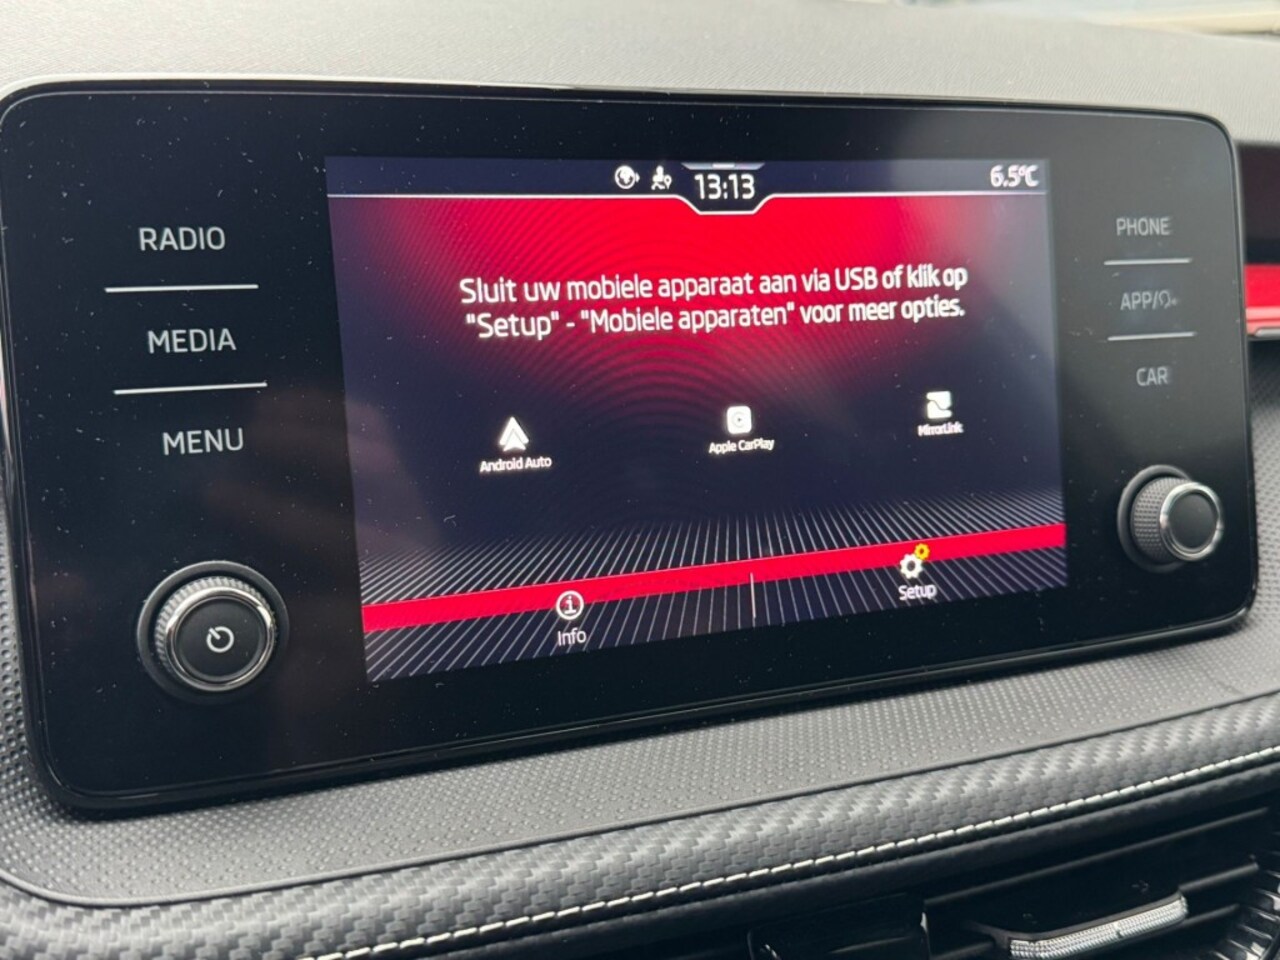 13:13
6.5°C
RADIO
MEDIA
MENU
Sluit uw mobiele apparaat aan via USB of klik op
"Setup" - "Mobiele apparaten" voor meer opties.
Android Auto
Apple CarPlay
MirrorLink
Info
Setup
PHONE
APP/
CAR